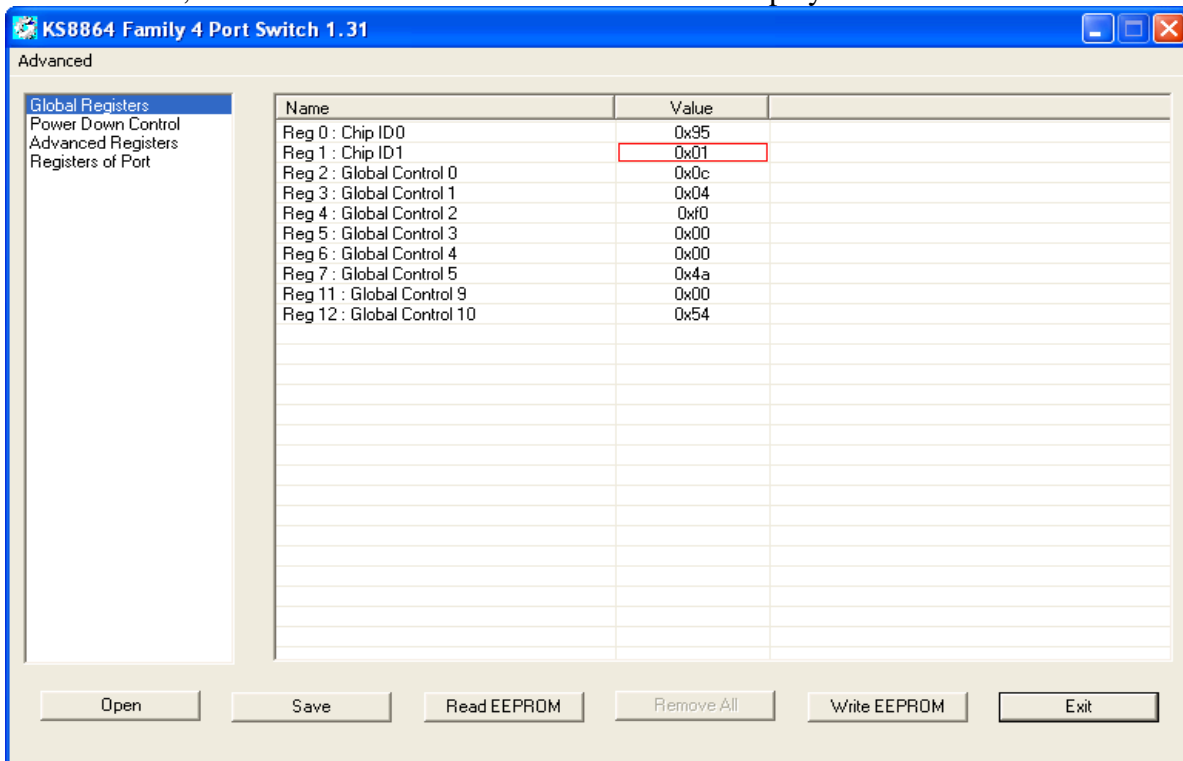 KS8864 Family 4 Port Switch 1.31
Advanced
Global Registers
Power Down Control
Advanced Registers
Registers of Port
Name Value
Reg 0 : Chip ID0 0x95
Reg 1 : Chip ID1 0x01
Reg 2 : Global Control 0 0x0c
Reg 3 : Global Control 1 0x04
Reg 4 : Global Control 2 0xf0
Reg 5 : Global Control 3 0x00
Reg 6 : Global Control 4 0x00
Reg 7 : Global Control 5 0x4a
Reg 11 : Global Control 9 0x00
Reg 12 : Global Control 10 0x54
Open Save Read EEPROM Remove All Write EEPROM Exit